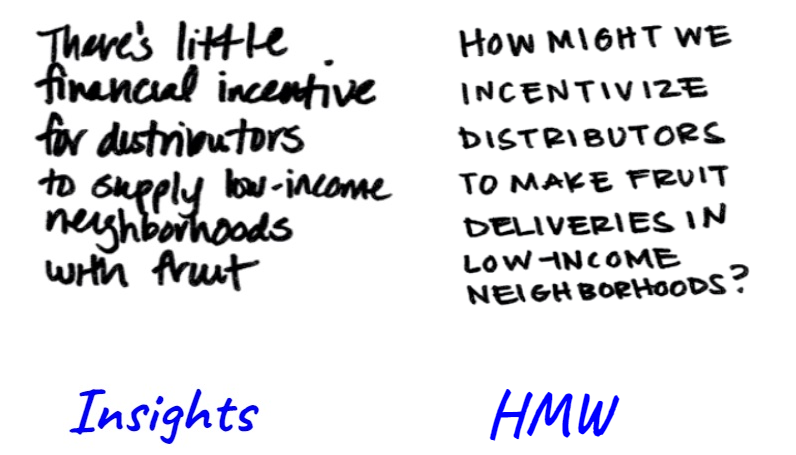 There's little
financial incentive
for distributors
to supply low-income
neighborhoods
with fruit
HOW MIGHT WE
INCENTIVIZE
DISTRIBUTORS
TO MAKE FRUIT
DELIVERIES IN
LOW-INCOME
NEIGHBORHOODS?
Insights
HMW